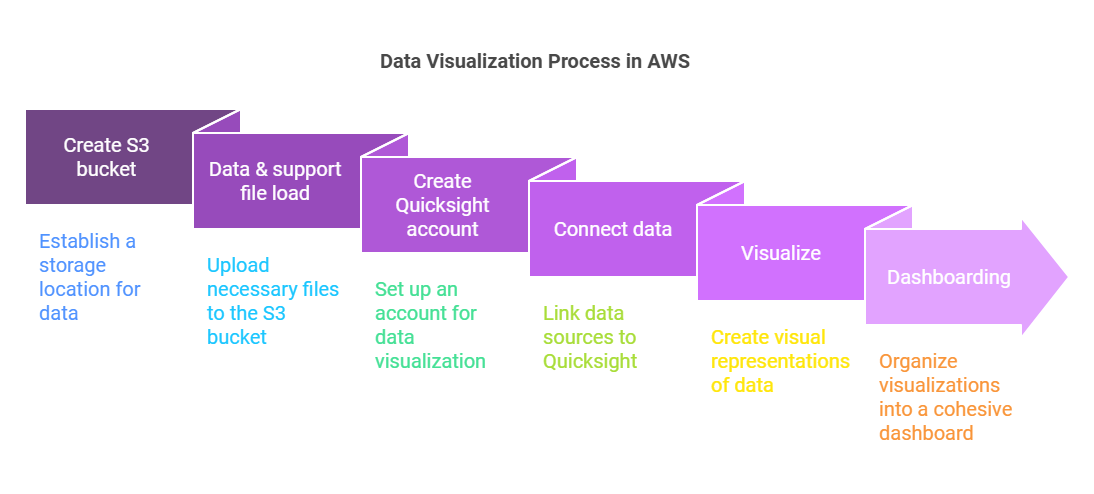 Data Visualization Process in AWS
Create S3
bucket
Establish a
storage
location for
data
Data & support
file load
Upload
necessary files
to the S3
bucket
Create
Quicksight
account
Set up an
account for
data
visualization
Connect data
Link data
sources to
Quicksight
Visualize
Create visual
representations
of data
Dashboarding
Organize
visualizations
into a cohesive
dashboard